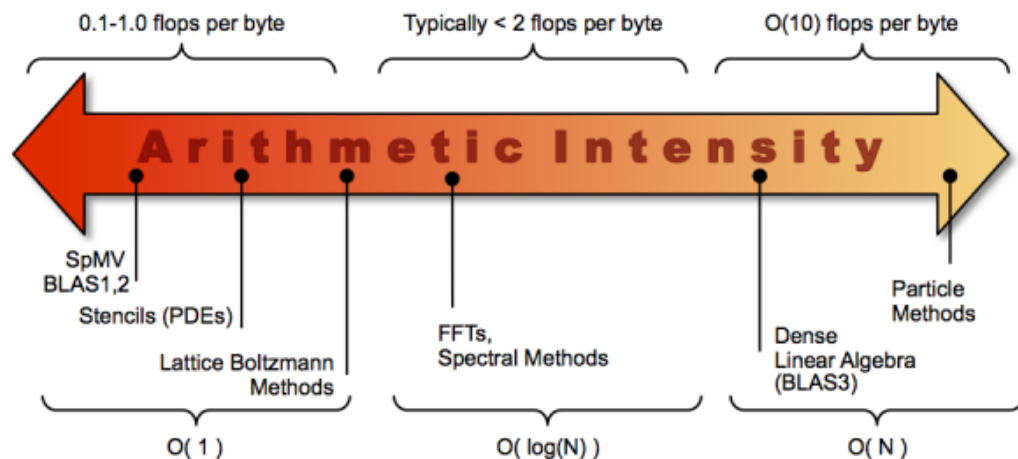 0.1-1.0 flops per byte
Typically < 2 flops per byte
O(10) flops per byte
Arithmetic Intensity
SpMV
BLAS1,2
Stencils (PDEs)
Lattice Boltzmann
Methods
FFTs,
Spectral Methods
Dense
Linear Algebra
(BLAS3)
Particle
Methods
O( 1 )
O( log(N) )
O( N )